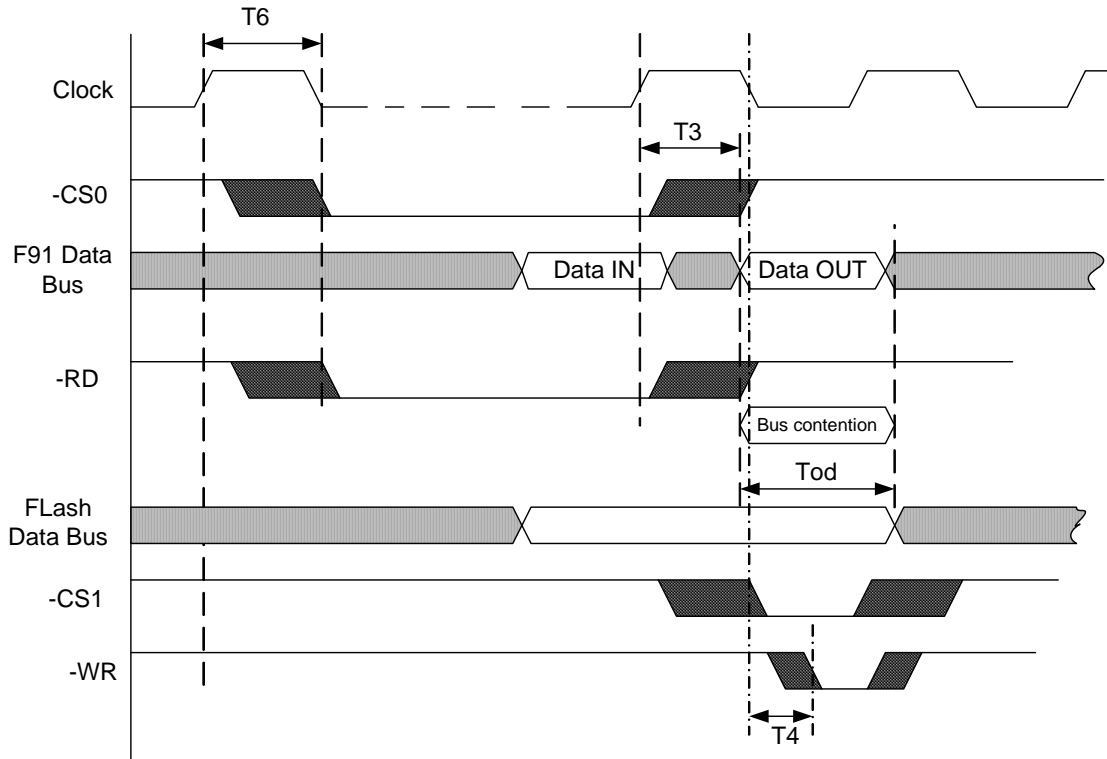 T6
Clock
T3
-CS0
F91 Data
Bus
Data IN
Data OUT
-RD
Bus contention
Tod
FLash
Data Bus
-CS1
-WR
T4